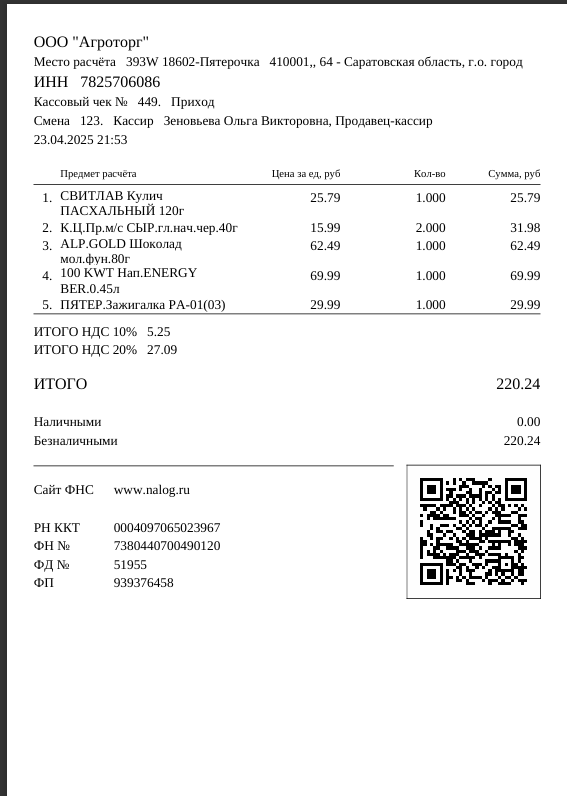 ООО "Агроторг"
Место расчёта 393W 18602-Пятерочка 410001,, 64 - Саратовская область, г.о. город
ИНН 7825706086
Кассовый чек № 449. Приход
Смена 123. Кассир Зеновьева Ольга Викторовна, Продавец-кассир
23.04.2025 21:53
Предмет расчёта Цена за ед, руб Кол-во Сумма, руб
1. СВИТЛАВ Кулич 25.79 1.000 25.79
ПАСХАЛЬНЫЙ 120г
2. К.Ц.Пр.м/с СЫР.гл.нач.чер.40г 15.99 2.000 31.98
3. ALP.GOLD Шоколад 62.49 1.000 62.49
мол.фун.80г
4. 100 KWT Нап.ENERGY 69.99 1.000 69.99
BER.0.45л
5. ПЯТЕР.Зажигалка РА-01(03) 29.99 1.000 29.99
ИТОГО НДС 10% 5.25
ИТОГО НДС 20% 27.09
ИТОГО 220.24
Наличными 0.00
Безналичными 220.24
Сайт ФНС www.nalog.ru
РН ККТ 0004097065023967
ФН № 7380440700490120
ФД № 51955
ФП 939376458